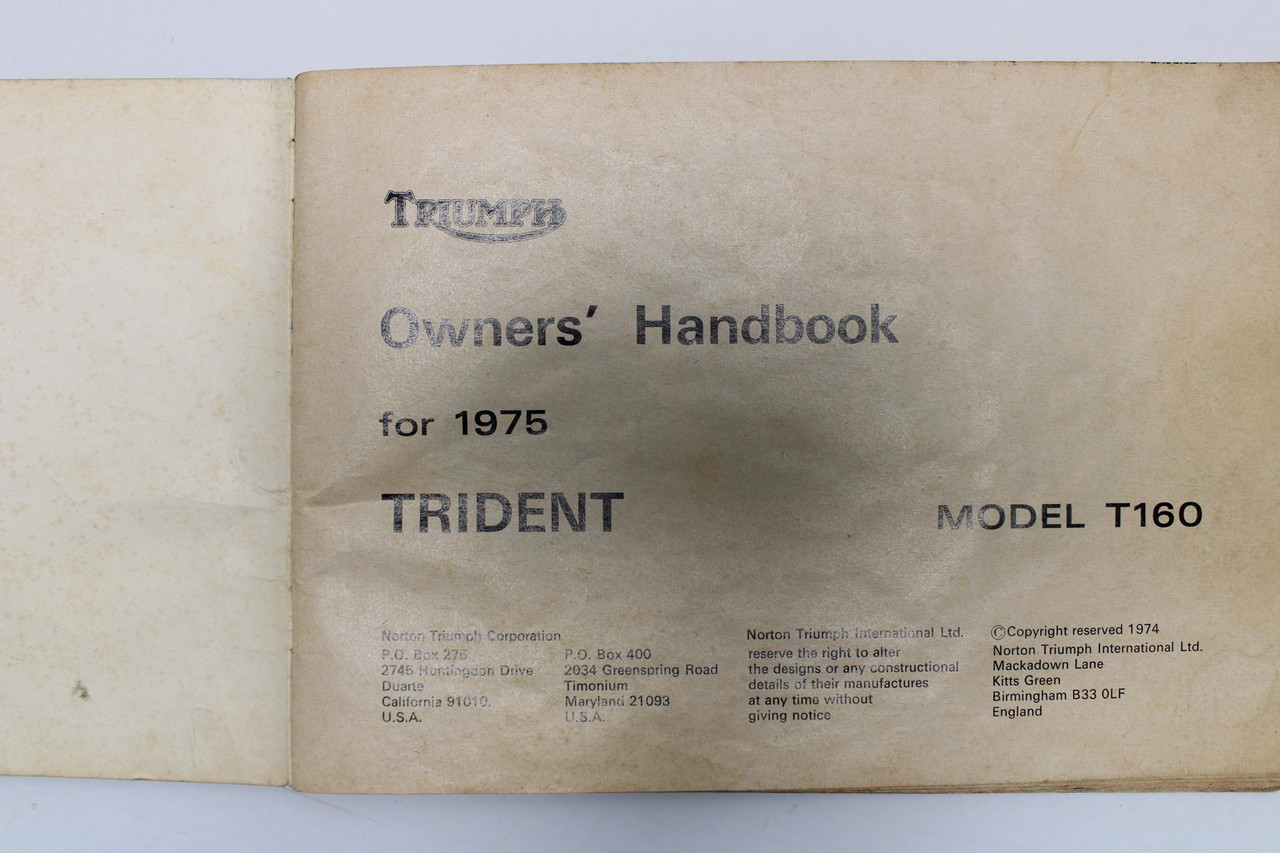 TRIUMPH
Owners' Handbook
for 1975
TRIDENT
MODEL T160
Norton Triumph Corporation
P.O. Box 275
2745 Huntingdon Drive
Duarte
California 91010.
U.S.A.
P.O. Box 400
2034 Greenspring Road
Timonium
Maryland 21093
U.S.A.
Norton Triumph International Ltd.
reserve the right to alter
the designs or any constructional
details of their manufactures
at any time without
giving notice
©Copyright reserved 1974
Norton Triumph International Ltd.
Mackadown Lane
Kitts Green
Birmingham B33 0LF
England